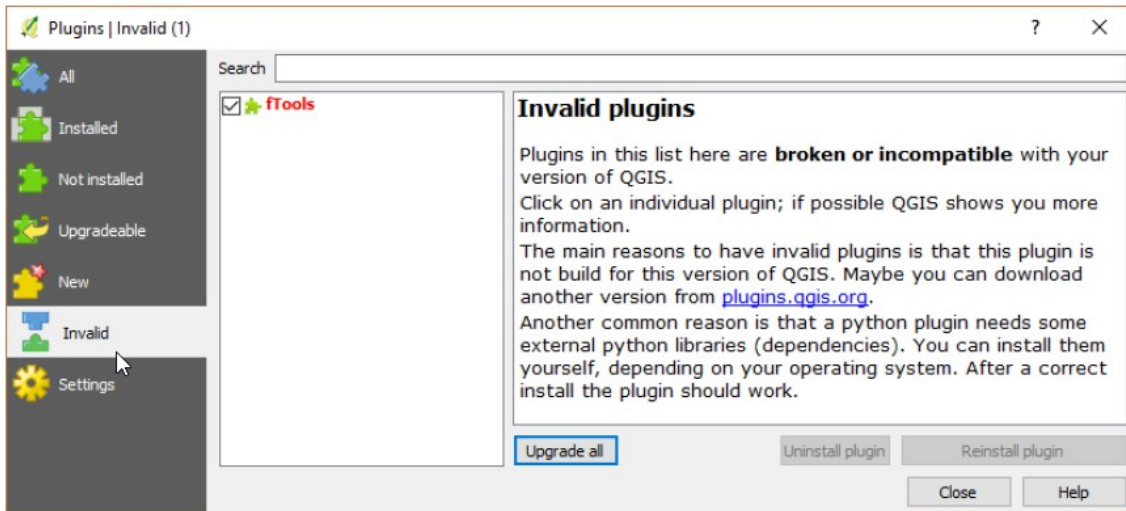 Plugins | Invalid (1)
?
All
Installed
Not installed
Upgradeable
New
Invalid
Settings
Search
fTools
Invalid plugins
Plugins in this list here are broken or incompatible with your
version of QGIS.
Click on an individual plugin; if possible QGIS shows you more
information.
The main reasons to have invalid plugins is that this plugin is
not build for this version of QGIS. Maybe you can download
another version from plugins.qgis.org.
Another common reason is that a python plugin needs some
external python libraries (dependencies). You can install them
yourself, depending on your operating system. After a correct
install the plugin should work.
Upgrade all
Uninstall plugin
Reinstall plugin
Close
Help